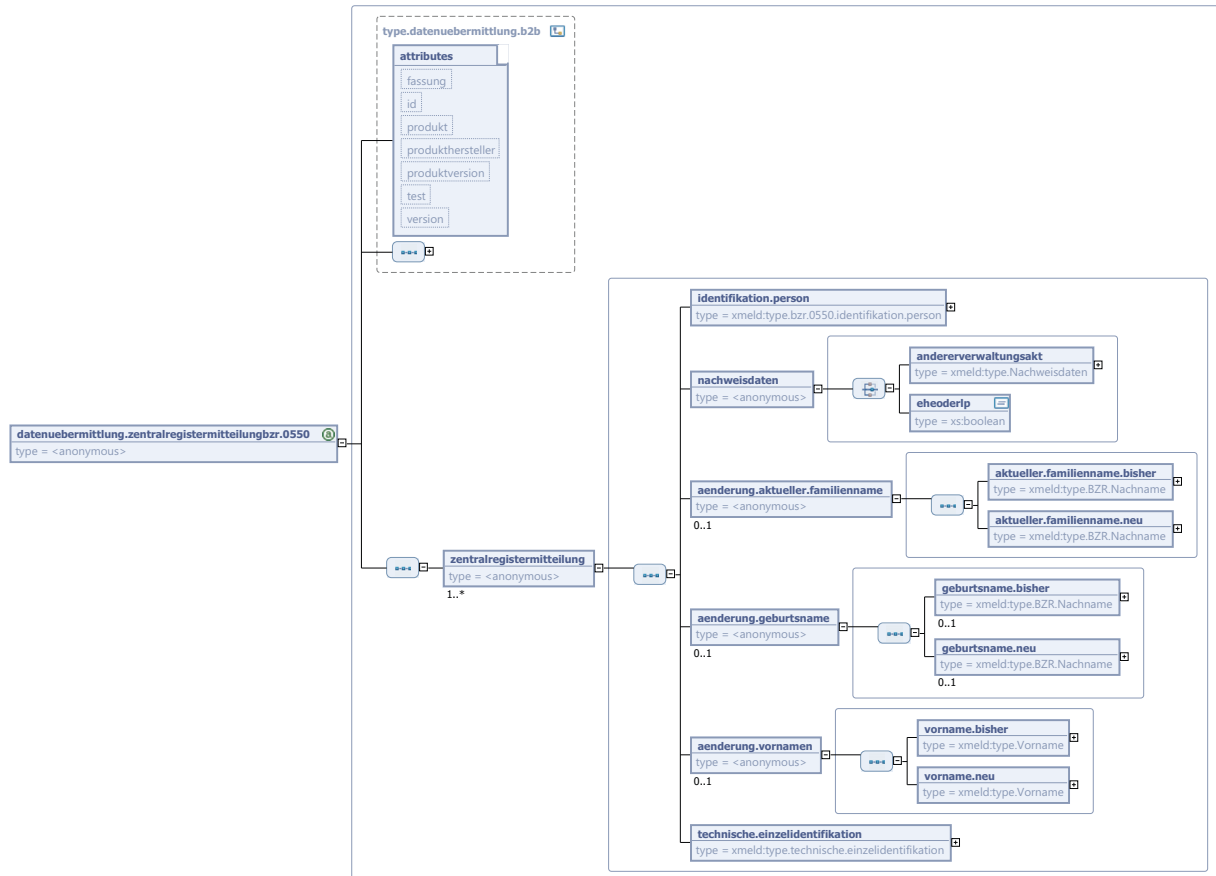 type.datenuebermittlung.b2b
attributes
fassung
id
produkt
produkthersteller
produktversion
test
version
datenuebermittlung.zentralregistermitteilungbzr.0550
a
type = <anonymous>
zentralregistermitteilung
type = <anonymous>
1..*
identifikation.person
type = xmeld:type.bzr.0550.identifikation.person
nachweisdaten
type = <anonymous>
andererverwaltungsakt
type = xmeld:type.Nachweisdaten
eheoderlp
type = xs:boolean
aenderung.aktueller.familienname
type = <anonymous>
0..1
aktueller.familienname.bisher
type = xmeld:type.BZR.Nachname
aktueller.familienname.neu
type = xmeld:type.BZR.Nachname
aenderung.geburtsname
type = <anonymous>
0..1
geburtsname.bisher
type = xmeld:type.BZR.Nachname
0..1
geburtsname.neu
type = xmeld:type.BZR.Nachname
0..1
aenderung.vornamen
type = <anonymous>
0..1
vorname.bisher
type = xmeld:type.Vorname
vorname.neu
type = xmeld:type.Vorname
technische.einzelidentifikation
type = xmeld:type.technische.einzelidentifikation